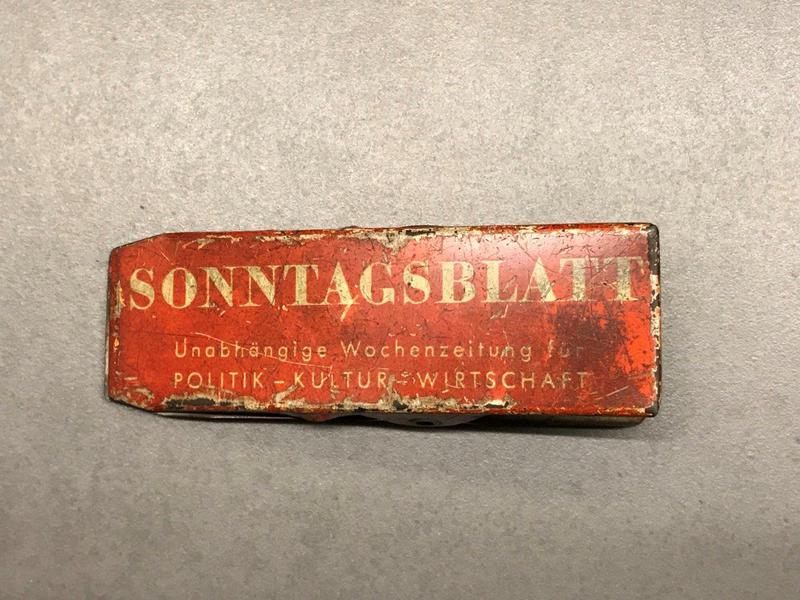 SONNTAGSBLATT
Unabhängige Wochenzeitung für
POLITIK – KULTUR – WIRTSCHAFT